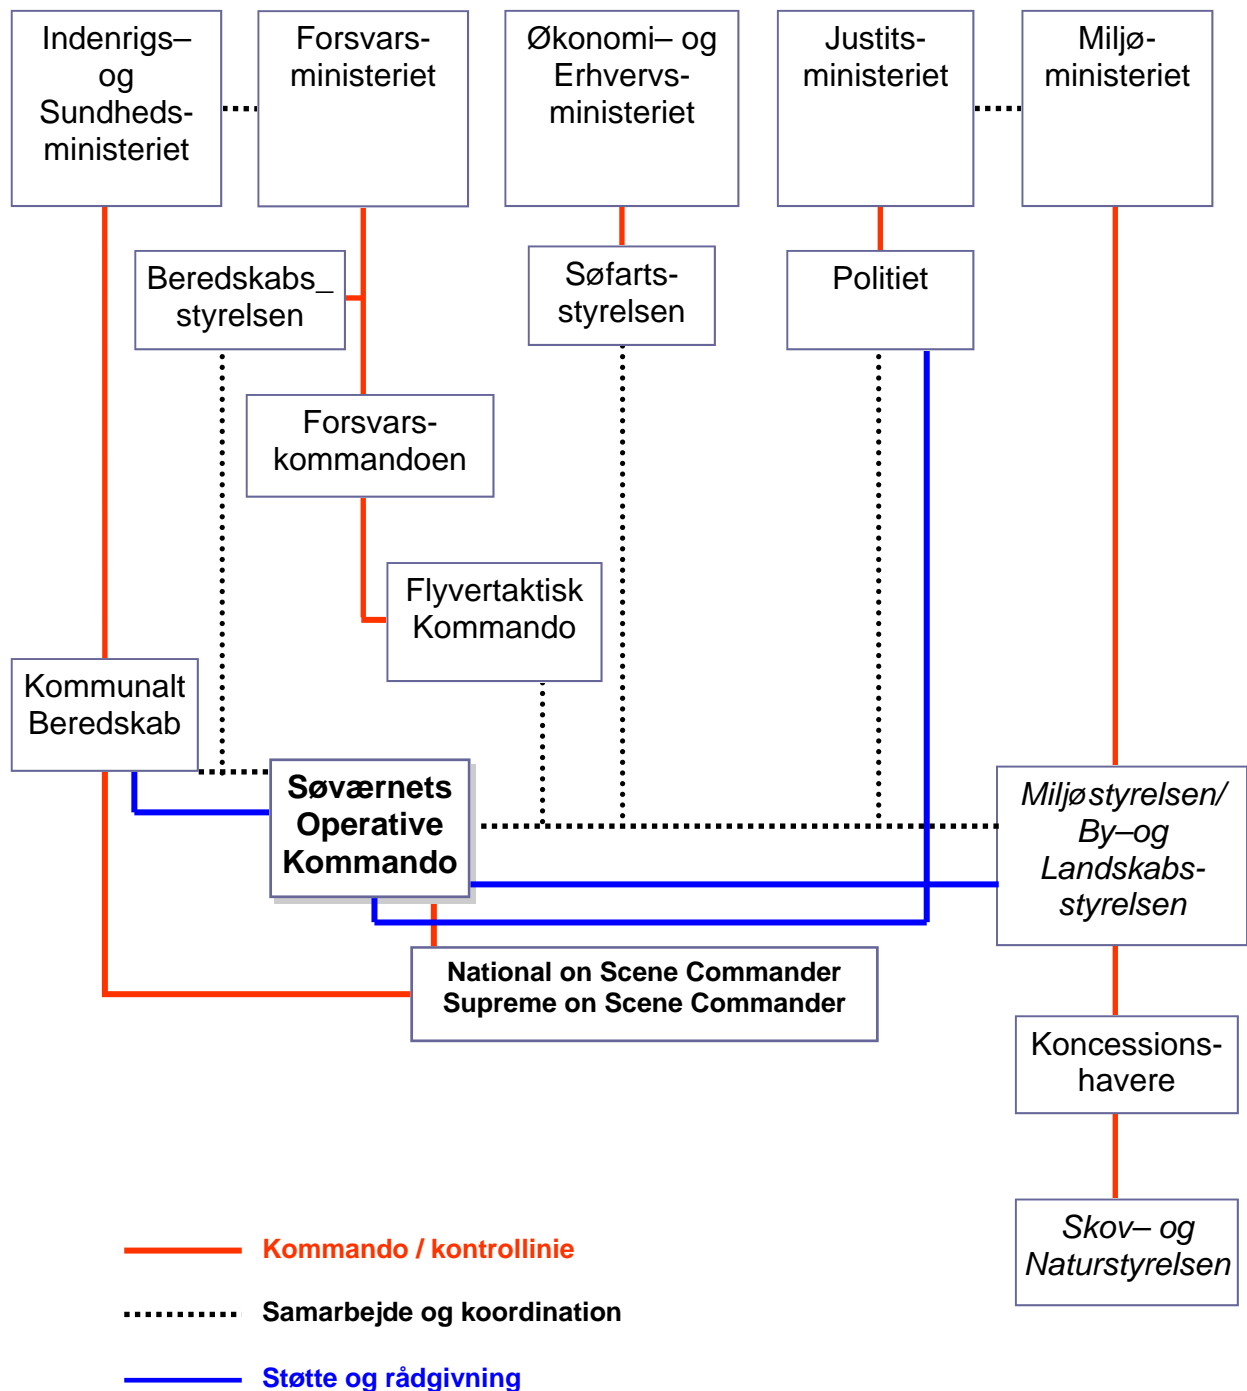 Indenrigs–
og
Sundheds-
ministeriet
Forsvars-
ministeriet
Økonomi– og
Erhvervs-
ministeriet
Justits-
ministeriet
Miljø-
ministeriet
Beredskabs_
styrelsen
Søfarts-
styrelsen
Politiet
Forsvars-
kommandoen
Flyvertaktisk
Kommando
Kommunalt
Beredskab
Søværnets
Operative
Kommando
Miljøstyrelsen/
By–og
Landskabs-
styrelsen
National on Scene Commander
Supreme on Scene Commander
Koncessions-
havere
Skov– og
Naturstyrelsen
Kommando / kontrollinie
Samarbejde og koordination
Støtte og rådgivning